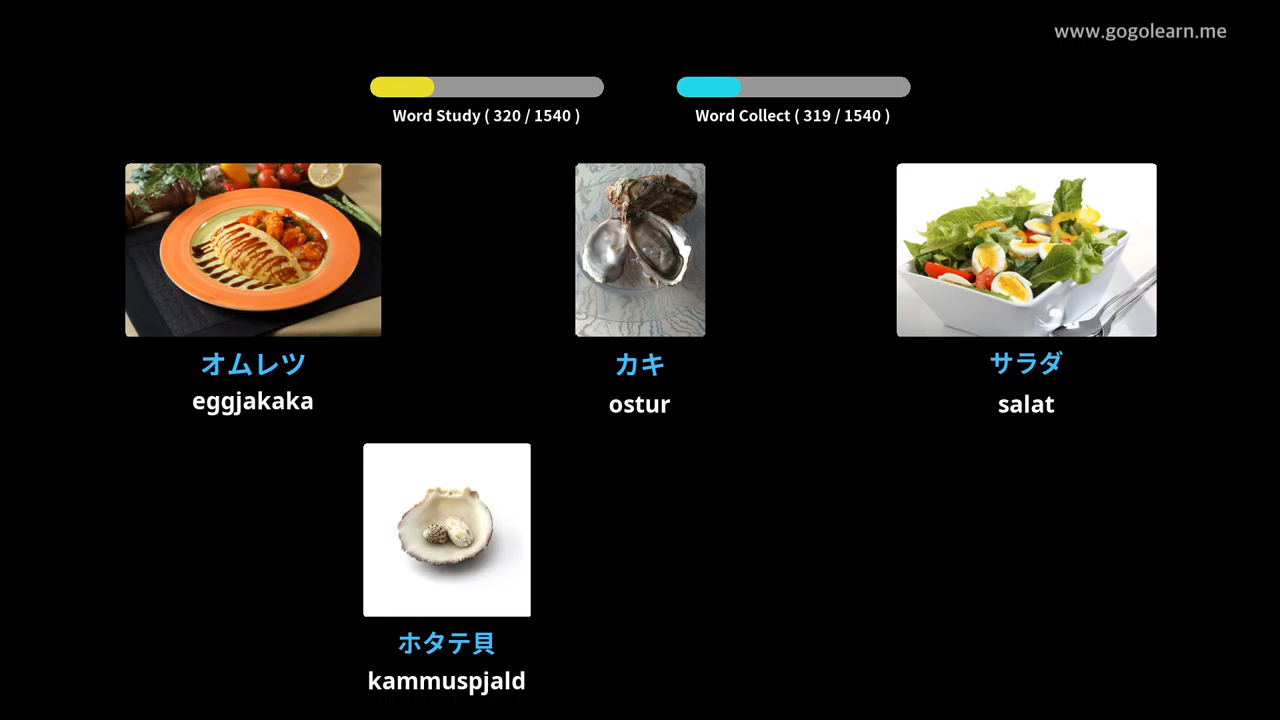 www.gogolearn.me
Word Study ( 320 / 1540 )
Word Collect ( 319 / 1540 )
オムレツ
eggjakaka
カキ
ostur
サラダ
salat
ホタテ貝
kammuspjald